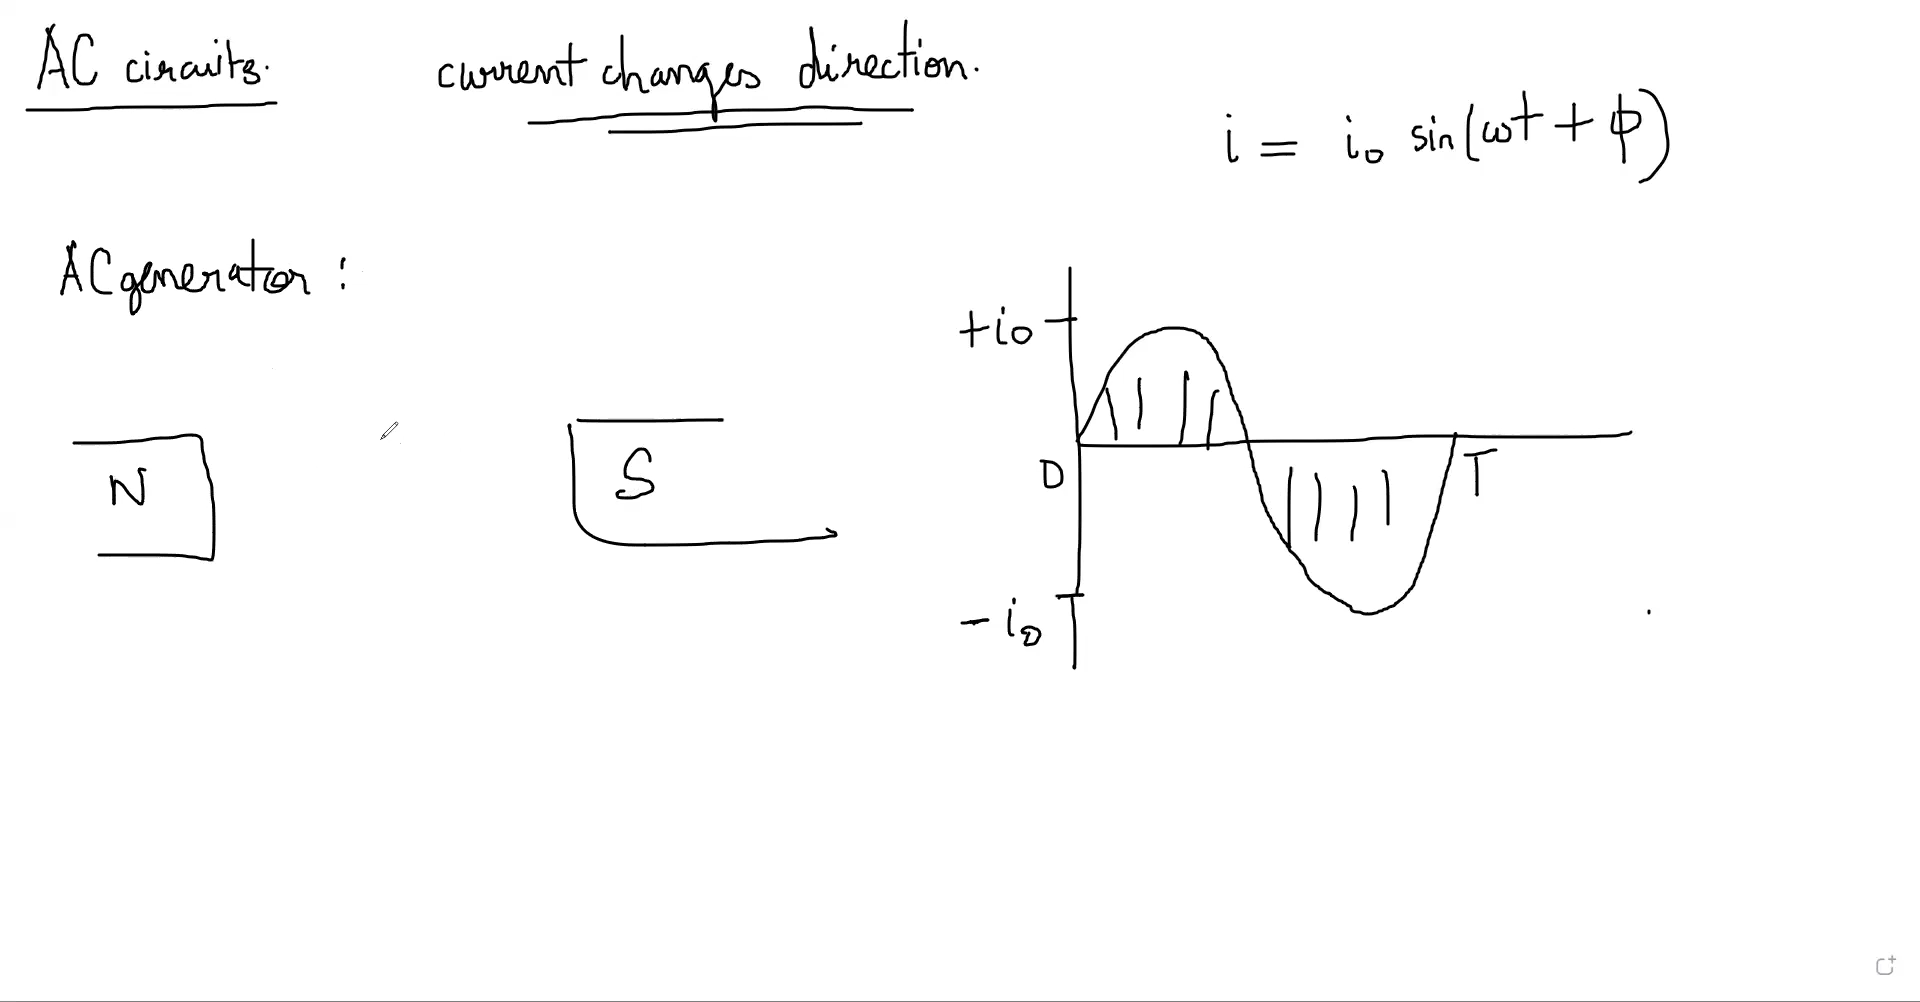 AC circuits. current changes direction.
i = i₀ sin(ωt + φ)
AC generator :
+i₀
N
S
0
T
-i₀